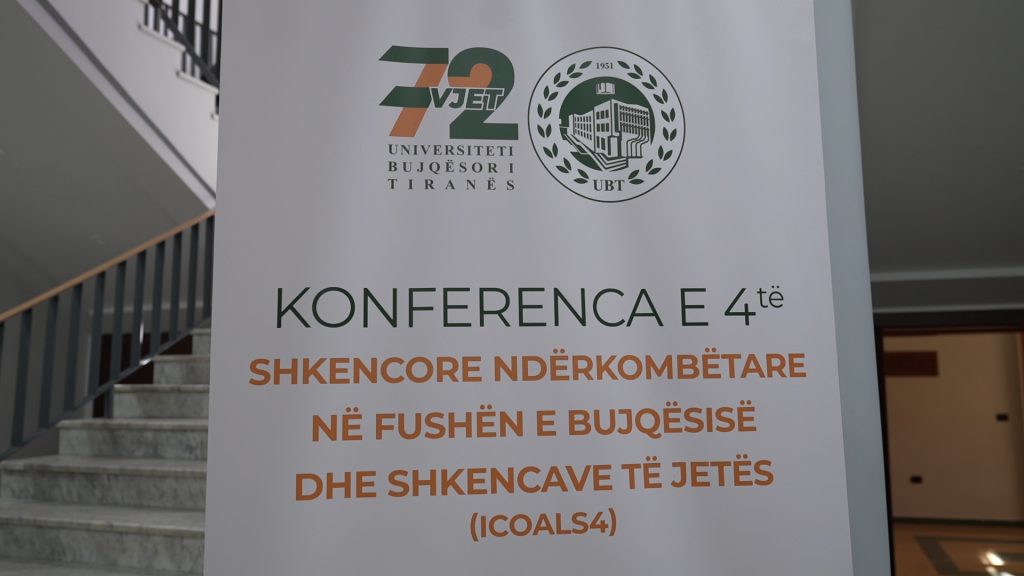 72
VJET
UNIVERSITETI
BUJQËSOR I
TIRANËS
1951
UBT
KONFERENCA E 4të
SHKENCORE NDËRKOMBËTARE
NË FUSHËN E BUJQËSISË
DHE SHKENCAVE TË JETËS
(ICOALS4)